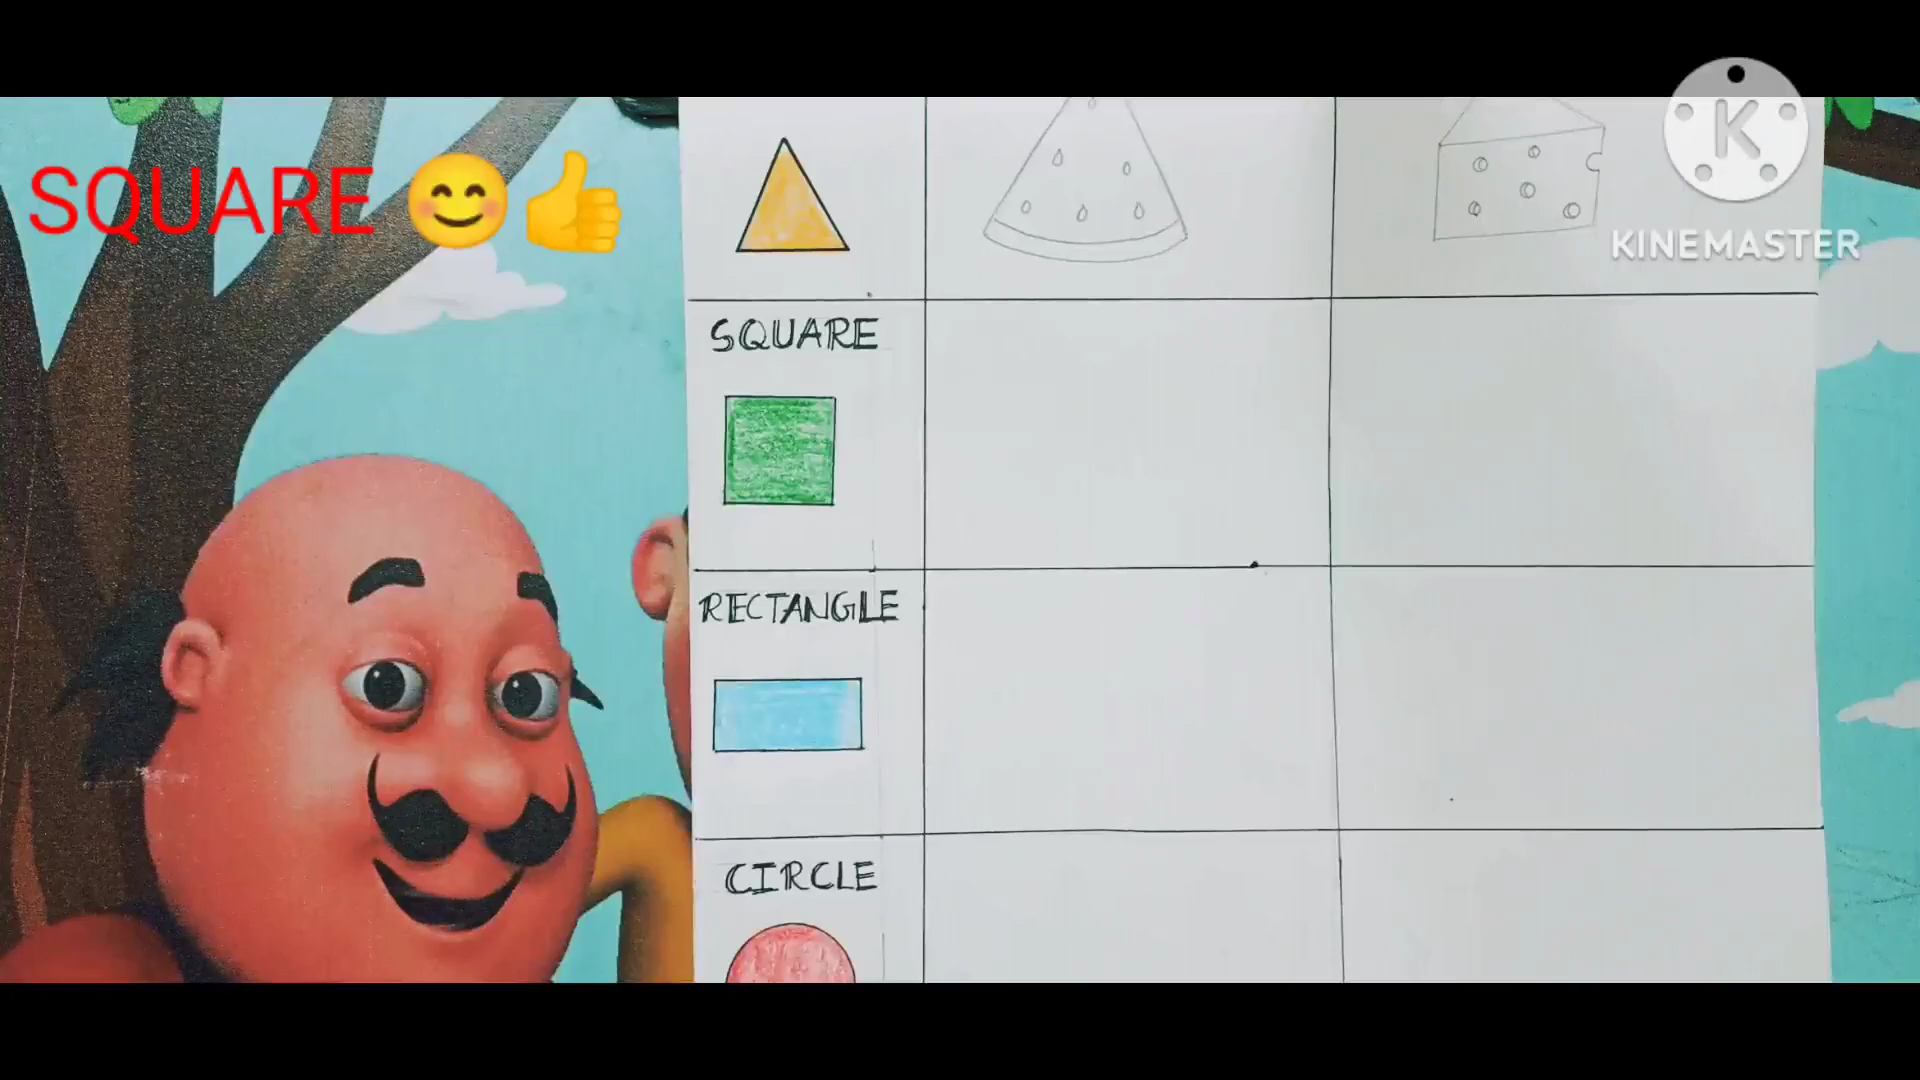 SQUARE 😊👍
K
KINEMASTER
SQUARE
RECTANGLE
CIRCLE